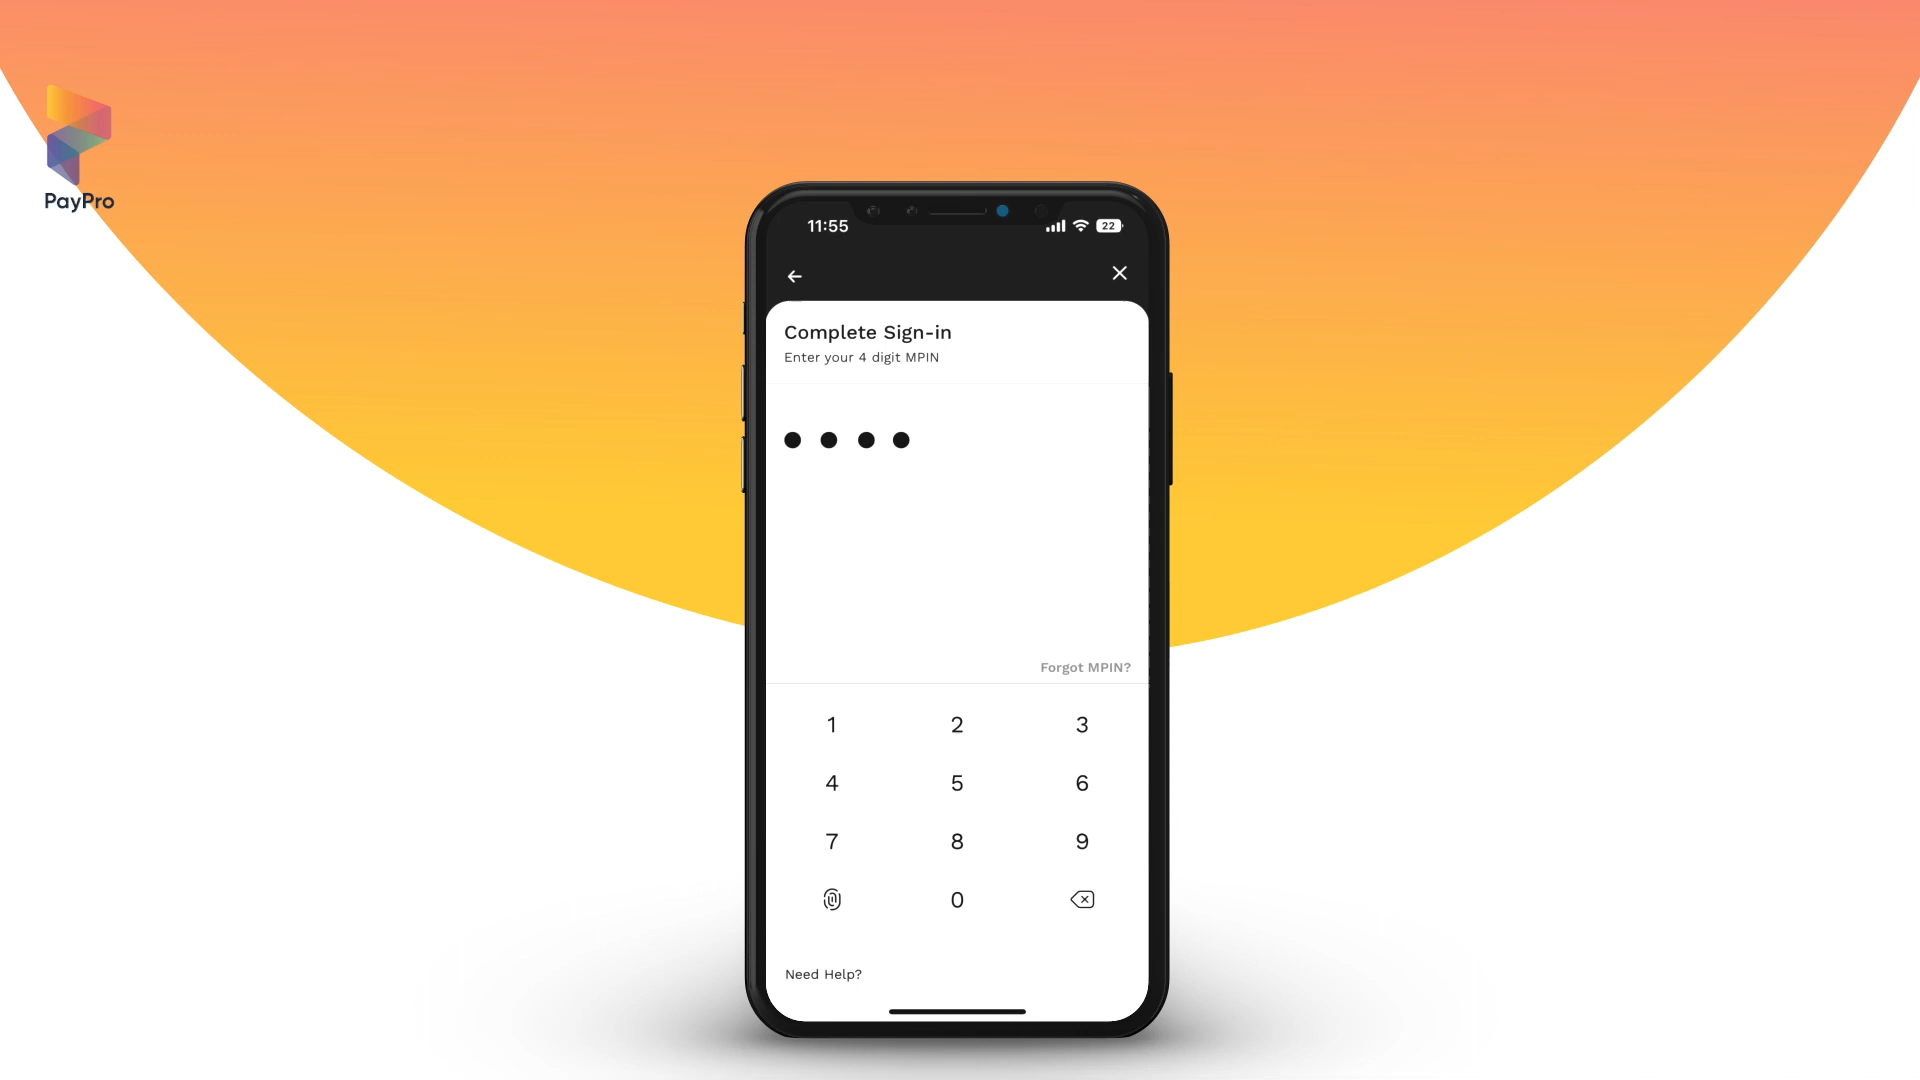 PayPro
11:55
22
Complete Sign-in
Enter your 4 digit MPIN
Forgot MPIN?
1 2 3
4 5 6
7 8 9
0
Need Help?